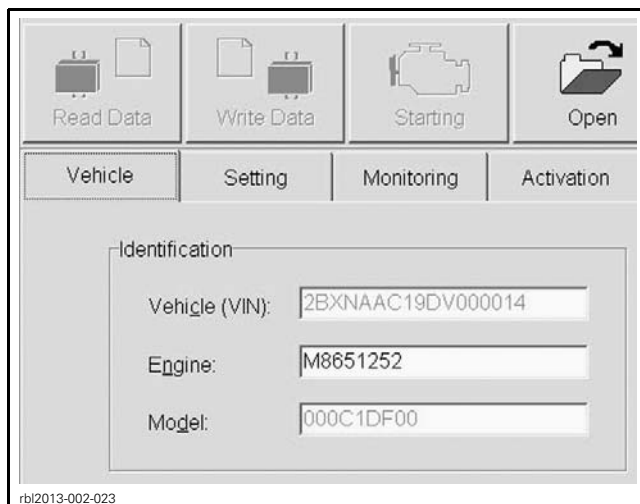 Read Data Write Data Starting Open
Vehicle Setting Monitoring Activation
Identification
Vehicle (VIN): 2BXNAAC19DV000014
Engine: M8651252
Model: 000C1DF00
rbl2013-002-023